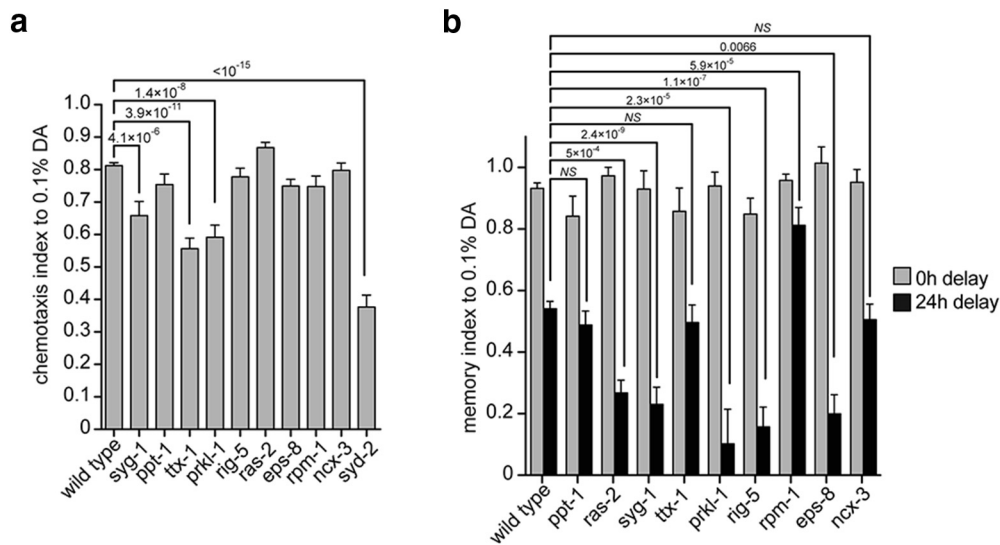 a
<10⁻¹⁵
1.4×10⁻⁸
3.9×10⁻¹¹
4.1×10⁻⁶
chemotaxis index to 0.1% DA
1.0
0.9
0.8
0.7
0.6
0.5
0.4
0.3
0.2
0.1
0
wild type
syg-1
ppt-1
ttx-1
prkl-1
rig-5
ras-2
eps-8
rpm-1
ncx-3
syd-2
b
NS
0.0066
5.9×10⁻⁵
1.1×10⁻⁷
2.3×10⁻⁵
NS
2.4×10⁻⁹
5×10⁻⁴
NS
memory index to 0.1% DA
1.0
0.8
0.6
0.4
0.2
0
wild type
ppt-1
ras-2
syg-1
ttx-1
prkl-1
rig-5
rpm-1
eps-8
ncx-3
0h delay
24h delay